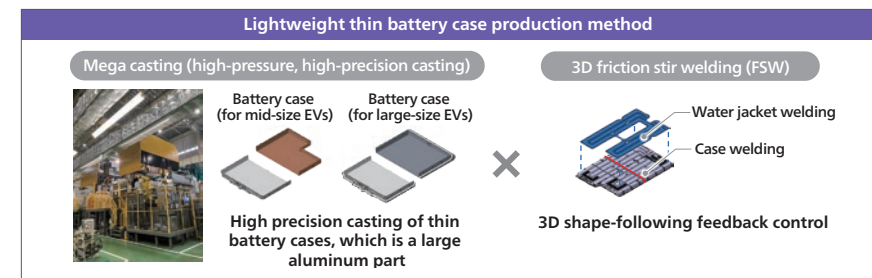 Lightweight thin battery case production method
Mega casting (high-pressure, high-precision casting)
3D friction stir welding (FSW)
Battery case
(for mid-size EVs)
Battery case
(for large-size EVs)
Water jacket welding
Case welding
×
High precision casting of thin
battery cases, which is a large
aluminum part
3D shape-following feedback control